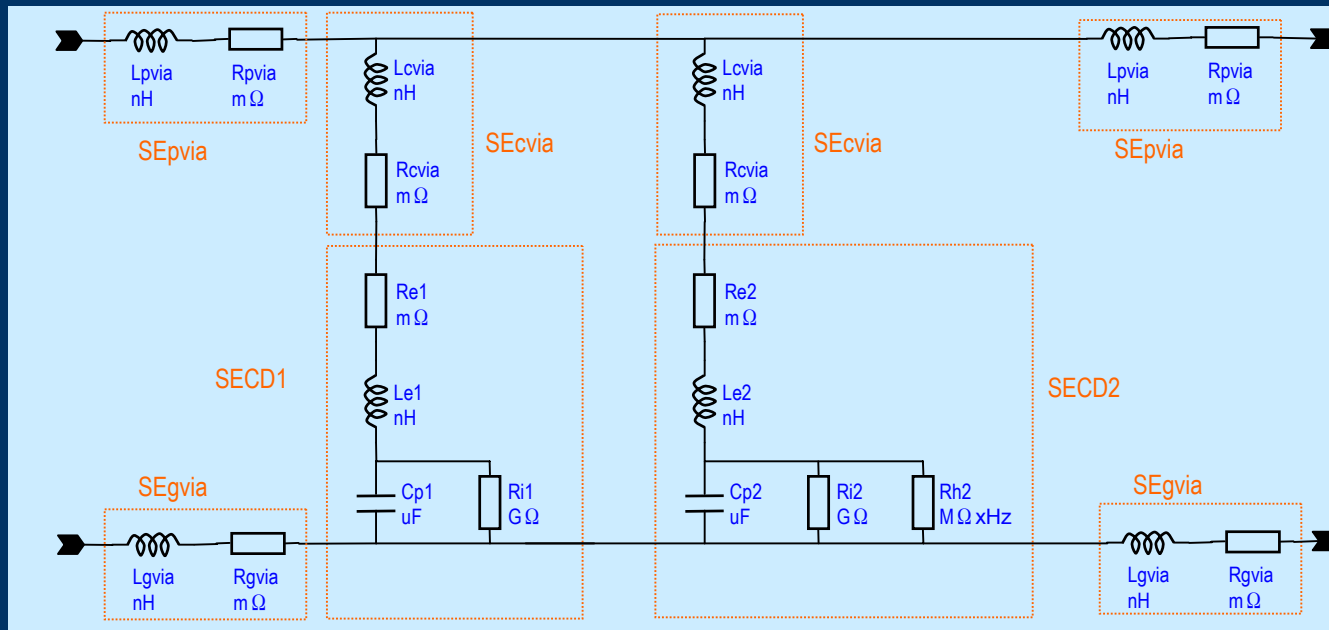 Lpvia
nH
Rpvia
mΩ
SEpvia
Lcvia
nH
SEcvia
Rcvia
mΩ
Lcvia
nH
SEcvia
Rcvia
mΩ
Lpvia
nH
Rpvia
mΩ
SEpvia
Re1
mΩ
SECD1
Le1
nH
Cp1
uF
Ri1
GΩ
Re2
mΩ
SECD2
Le2
nH
Cp2
uF
Ri2
GΩ
Rh2
MΩxHz
SEgvia
Lgvia
nH
Rgvia
mΩ
SEgvia
Lgvia
nH
Rgvia
mΩ